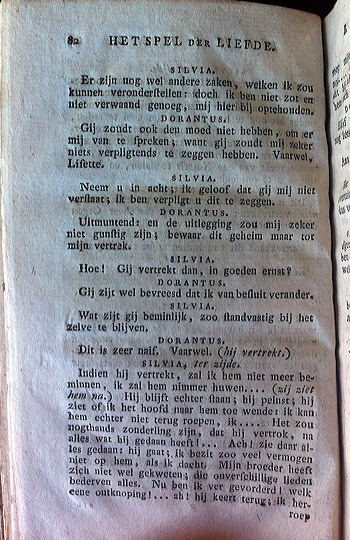 82 HET SPEL DER LIEFDE.
SILVIA.
Er zijn nog wel andere zaken, welken ik zou
kunnen veronderstellen: doch ik ben niet zot en
niet verwaand genoeg, mij hier bij optehouden.
DORANTUS.
Gij zoudt ook den moed niet hebben, om er
mij van te spreken; want gij zoudt mij zeker
niets verpligtends te zeggen hebben. Vaarwel,
Lisette.
SILVIA.
Neem u in acht; ik geloof dat gij mij niet
verstaat; ik ben verpligt u dit te zeggen.
DORANTUS.
Uitmuntend: en de uitlegging zou mij zeker
niet gunstig zijn; bewaar dit geheim maar tot
mijn vertrek.
SILVIA.
Hoe! Gij vertrekt dan, in goeden ernst?
DORANTUS.
Gij zijt wel bevreesd dat ik van besluit verander.
SILVIA.
Wat zijt gij beminlijk, zoo standvastig bij het
zelve te blijven.
DORANTUS.
Dit is zeer naif. Vaarwel. (hij vertrekt.)
SILVIA, ter zijde.
Indien hij vertrekt, zal ik hem niet meer be-
minnen, ik zal hem nimmer huwen.... (zij ziet
hem na.) Hij blijft echter staan; hij peinst; hij
ziet of ik het hoofd naar hem toe wende: ik kan
hem echter niet terug roepen, ik.... Het zou
nogthands zonderling zijn, dat hij vertrok, na
alles wat hij gedaan heeft!... Ach! zie daar al-
les gedaan: hij gaat; ik bezit zoo veel vermogen
niet op hem, als ik dacht. Mijn broeder heeft
zich niet wel gekweten; die onverschillige lieden
bederven alles. Nu ben ik ver gevorderd! welk
eene ontknoping!... ah! hij keert terug; ik her-
roep